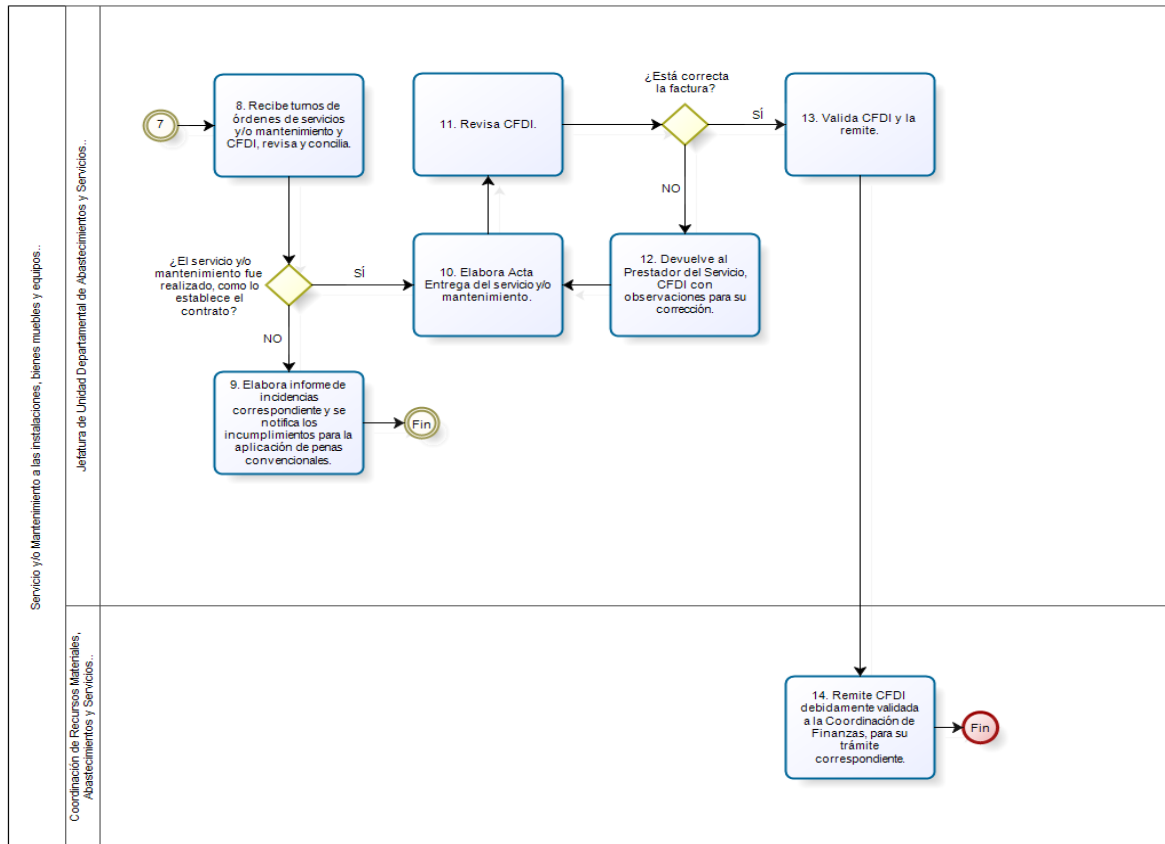 Servicio y/o Mantenimiento a las instalaciones, bienes muebles y equipos..
Jefatura de Unidad Departamental de Abastecimientos y Servicios..
7
8. Recibe turnos de
órdenes de servicios
y/o mantenimiento y
CFDI, revisa y concilia.
¿El servicio y/o
mantenimiento fue
realizado, como lo
establece el
contrato?
SÍ
NO
9. Elabora informe de
incidencias
correspondiente y se
notifica los
incumplimientos para la
aplicación de penas
convencionales.
Fin
10. Elabora Acta
Entrega del servicio y/o
mantenimiento.
11. Revisa CFDI.
¿Está correcta
la factura?
SÍ
NO
12. Devuelve al
Prestador del Servicio,
CFDI con
observaciones para su
corrección.
13. Valida CFDI y la
remite.
Coordinación de Recursos Materiales,
Abastecimientos y Servicios..
14. Remite CFDI
debidamente validada
a la Coordinación de
Finanzas, para su
trámite
correspondiente.
Fin